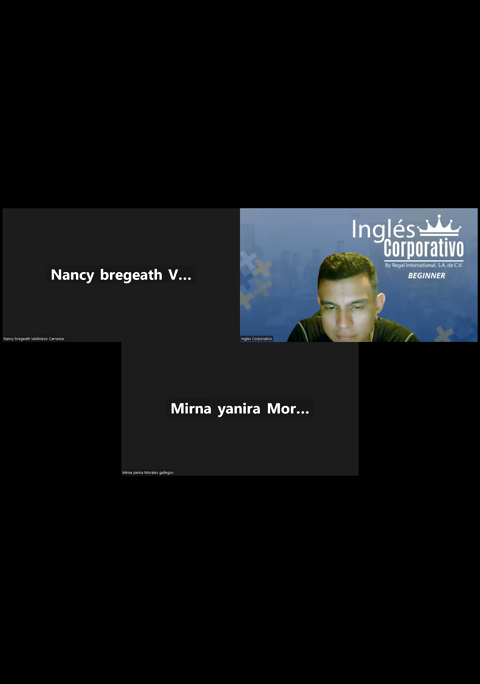 Nancy bregeath V...
Nancy bregeath Valdivieso Carranza
Inglés
Corporativo
By Regal International, S.A. de C.V.
BEGINNER
Ingles Corporativo
Mirna yanira Mor...
Mirna yanira Morales gallegos